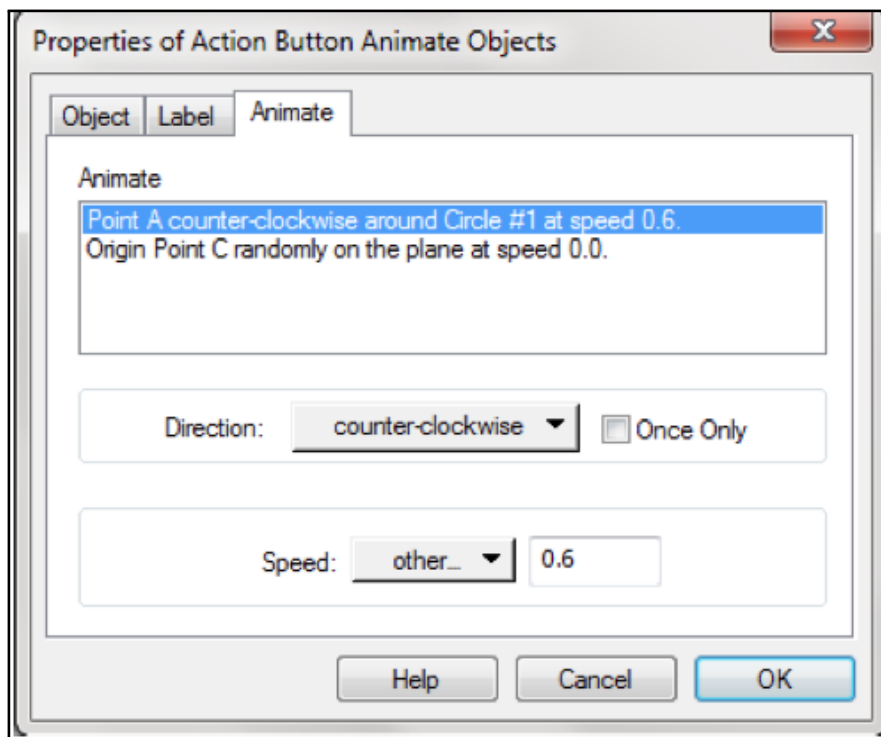 Properties of Action Button Animate Objects
Object Label Animate
Animate
Point A counter-clockwise around Circle #1 at speed 0.6.
Origin Point C randomly on the plane at speed 0.0.
Direction: counter-clockwise Once Only
Speed: other... 0.6
Help Cancel OK